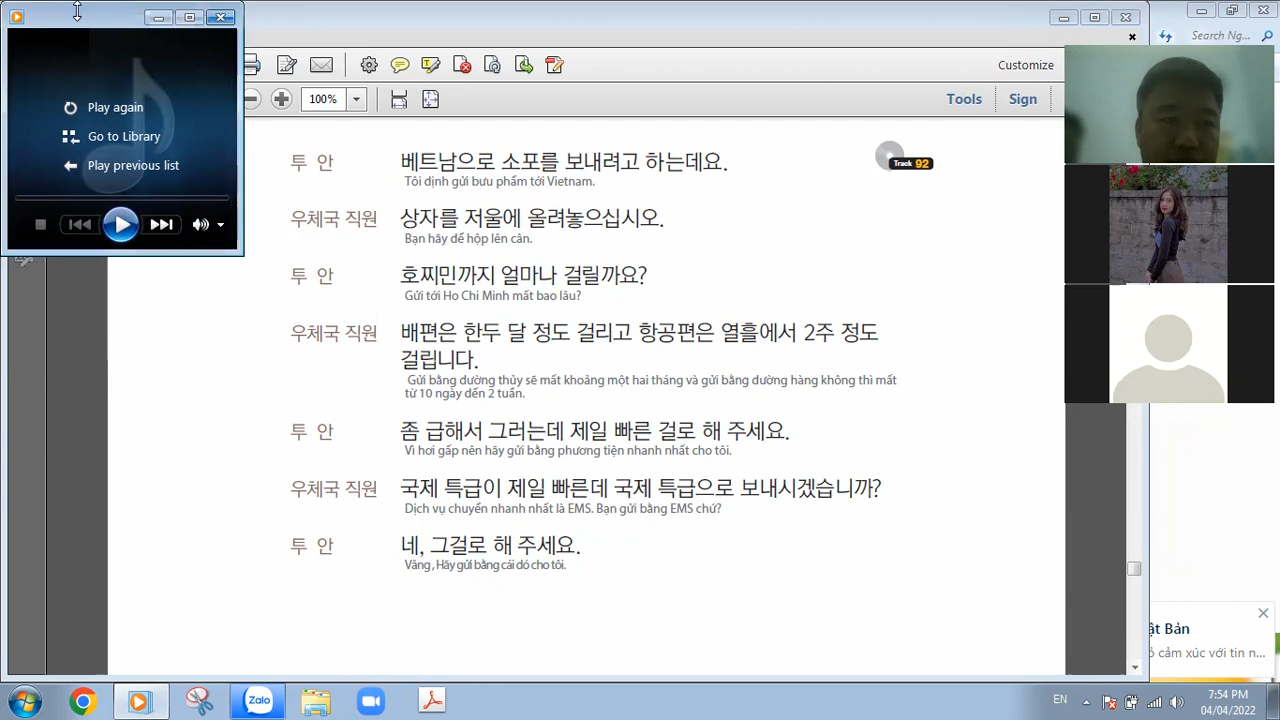 Play again
Go to Library
Play previous list
Search Ng...
Customize
100%
Tools
Sign
Track 92
투 안
베트남으로 소포를 보내려고 하는데요.
Tôi định gửi bưu phẩm tới Vietnam.
우체국 직원
상자를 저울에 올려놓으십시오.
Bạn hãy để hộp lên cân.
투 안
호찌민까지 얼마나 걸릴까요?
Gửi tới Ho Chi Minh mất bao lâu?
우체국 직원
배편은 한두 달 정도 걸리고 항공편은 열흘에서 2주 정도
걸립니다.
Gửi bằng đường thủy sẽ mất khoảng một hai tháng và gửi bằng đường hàng không thì mất
từ 10 ngày đến 2 tuần.
투 안
좀 급해서 그러는데 제일 빠른 걸로 해 주세요.
Vì hơi gấp nên hãy gửi bằng phương tiện nhanh nhất cho tôi.
우체국 직원
국제 특급이 제일 빠른데 국제 특급으로 보내시겠습니까?
Dịch vụ chuyển nhanh nhất là EMS. Bạn gửi bằng EMS chứ?
투 안
네, 그걸로 해 주세요.
Vâng, Hãy gửi bằng cái đó cho tôi.
ật Bản
ỏ cảm xúc với tin n...
Zalo
EN
7:54 PM
04/04/2022